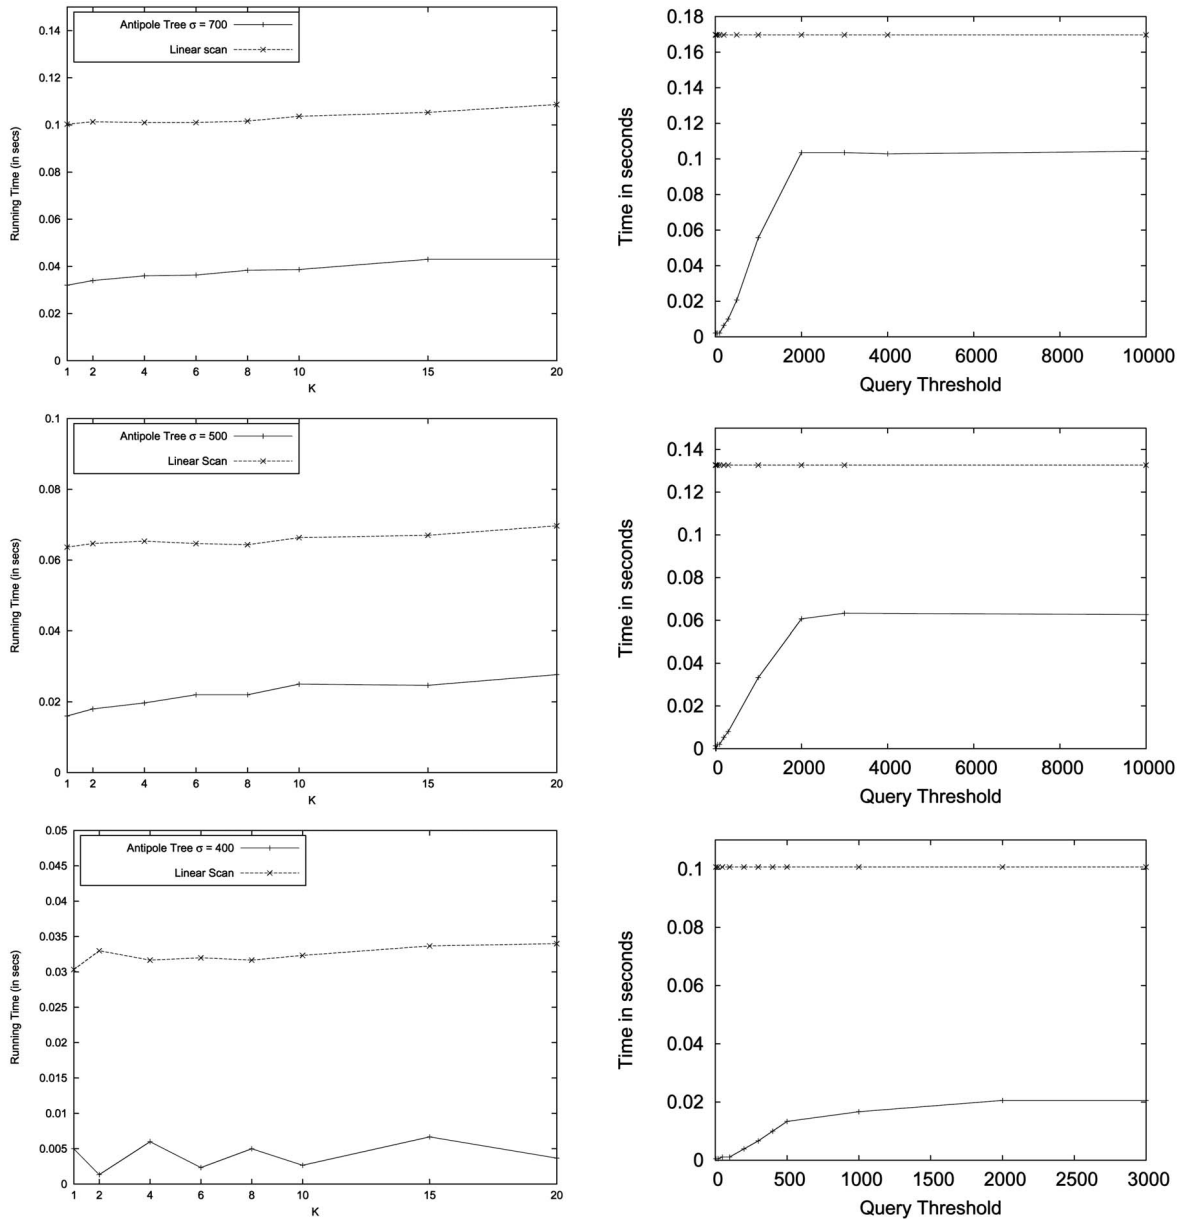 0.14
0.12
0.1
0.08
0.06
0.04
0.02
0
Running Time (in secs)
Antipole Tree σ = 700
Linear scan
1 2 4 6 8 10 15 20
K
0.18
0.16
0.14
0.12
0.1
0.08
0.06
0.04
0.02
0
Time in seconds
0 2000 4000 6000 8000 10000
Query Threshold
0.1
0.08
0.06
0.04
0.02
0
Running Time (in secs)
Antipole Tree σ = 500
Linear Scan
1 2 4 6 8 10 15 20
K
0.14
0.12
0.1
0.08
0.06
0.04
0.02
0
Time in seconds
0 2000 4000 6000 8000 10000
Query Threshold
0.05
0.045
0.04
0.035
0.03
0.025
0.02
0.015
0.01
0.005
0
Running Time (in secs)
Antipole Tree σ = 400
Linear Scan
1 2 4 6 8 10 15 20
K
0.1
0.08
0.06
0.04
0.02
0
Time in seconds
0 500 1000 1500 2000 2500 3000
Query Threshold